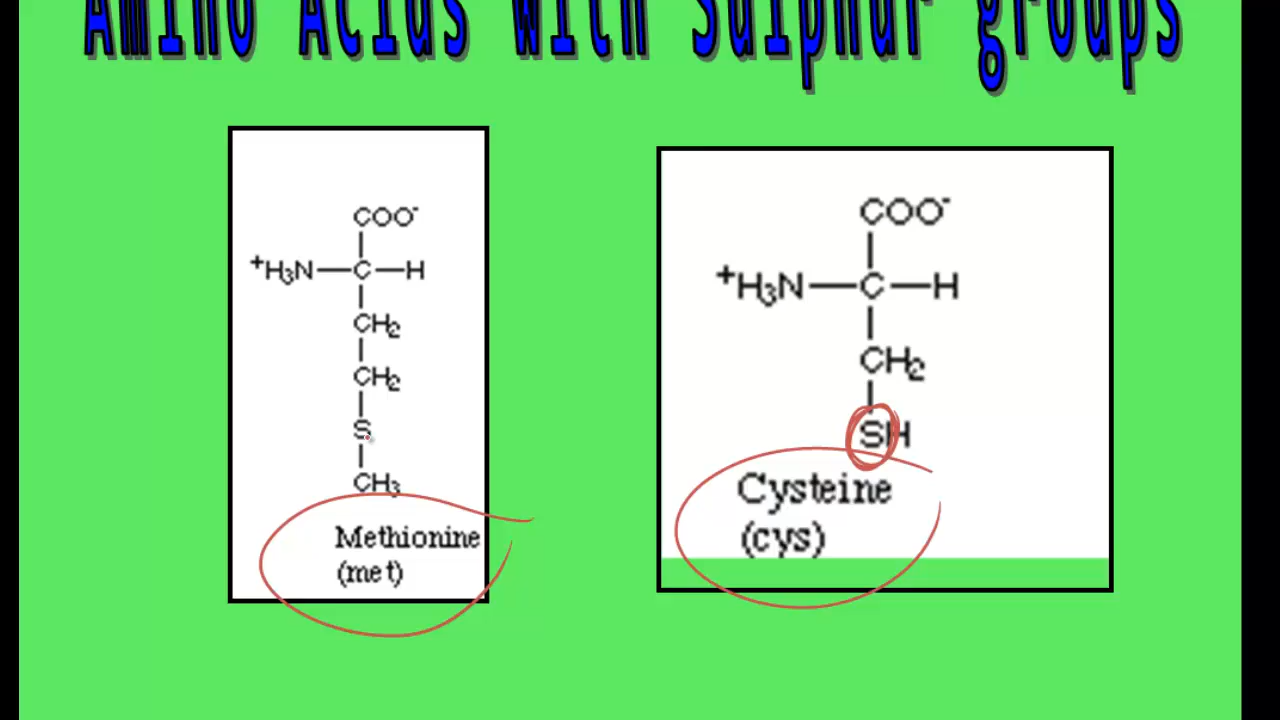 Amino Acids with Sulphur groups
COO-
+H3N—C—H
CH2
CH2
S
CH3
Methionine
(met)
COO-
+H3N—C—H
CH2
SH
Cysteine
(cys)